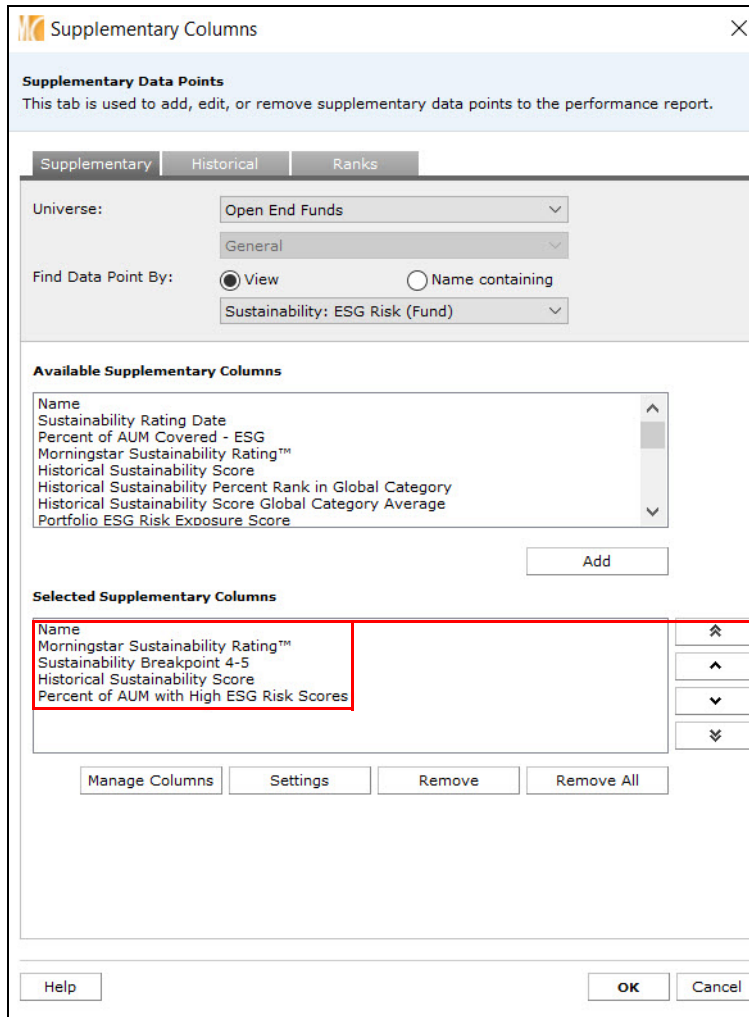 Supplementary Columns
Supplementary Data Points
This tab is used to add, edit, or remove supplementary data points to the performance report.
Supplementary Historical Ranks
Universe: Open End Funds
General
Find Data Point By: View Name containing
Sustainability: ESG Risk (Fund)
Available Supplementary Columns
Name
Sustainability Rating Date
Percent of AUM Covered - ESG
Morningstar Sustainability Rating™
Historical Sustainability Score
Historical Sustainability Percent Rank in Global Category
Historical Sustainability Score Global Category Average
Portfolio ESG Risk Exposure Score
Add
Selected Supplementary Columns
Name
Morningstar Sustainability Rating™
Sustainability Breakpoint 4-5
Historical Sustainability Score
Percent of AUM with High ESG Risk Scores
Manage Columns Settings Remove Remove All
Help OK Cancel